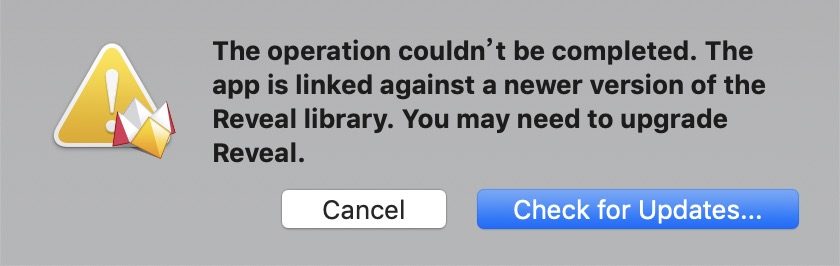 The operation couldn’t be completed. The
app is linked against a newer version of the
Reveal library. You may need to upgrade
Reveal.
Cancel
Check for Updates...